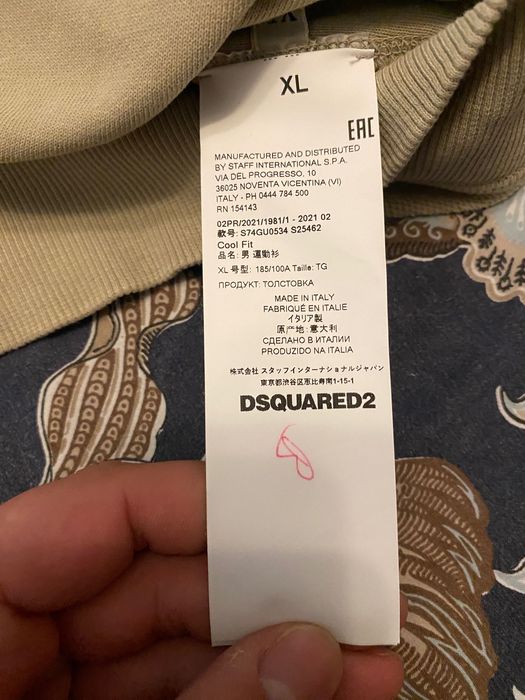 XL
EAC
MANUFACTURED AND DISTRIBUTED
BY STAFF INTERNATIONAL S.P.A.
VIA DEL PROGRESSO, 10
36025 NOVENTA VICENTINA (VI)
ITALY - PH 0444 784 500
RN 154143
02PR/2021/1981/1 - 2021 02
款号: S74GU0534 S25462
Cool Fit
品名: 男 運動衫
XL 号型: 185/100A Taille: TG
ПРОДУКТ: ТОЛСТОВКА
MADE IN ITALY
FABRIQUÉ EN ITALIE
イタリア製
原产地: 意大利
СДЕЛАНО В ИТАЛИИ
PRODUZIDO NA ITALIA
株式会社 スタッフインターナショナルジャパン
東京都渋谷区恵比寿南1-15-1
DSQUARED2